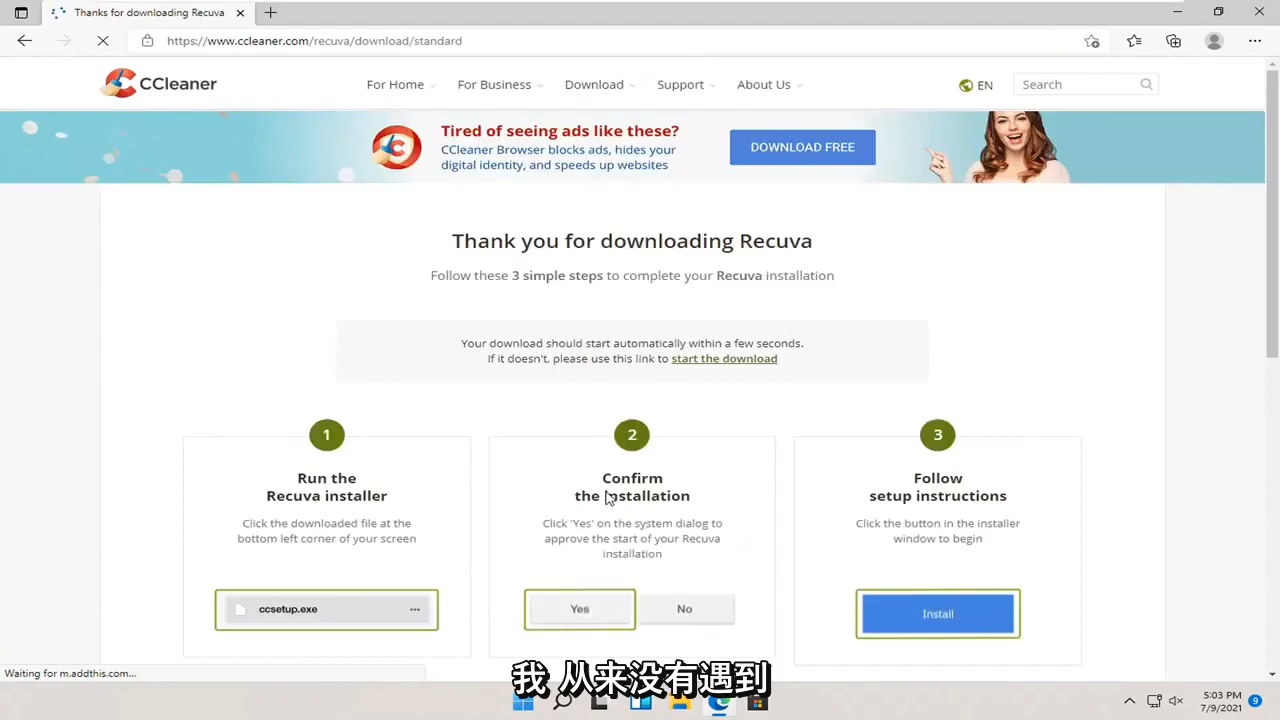 Thanks for downloading Recuva
https://www.ccleaner.com/recuva/download/standard
CCleaner
For Home
For Business
Download
Support
About Us
EN
Search
Tired of seeing ads like these?
CCleaner Browser blocks ads, hides your
digital identity, and speeds up websites
DOWNLOAD FREE
Thank you for downloading Recuva
Follow these 3 simple steps to complete your Recuva installation
Your download should start automatically within a few seconds.
If it doesn't, please use this link to start the download
1
Run the
Recuva installer
Click the downloaded file at the
bottom left corner of your screen
ccsetup.exe
2
Confirm
the installation
Click 'Yes' on the system dialog to
approve the start of your Recuva
installation
Yes
No
3
Follow
setup instructions
Click the button in the installer
window to begin
Install
Waiting for m.addthis.com...
我 从来没有遇到
5:03 PM
7/9/2021
9